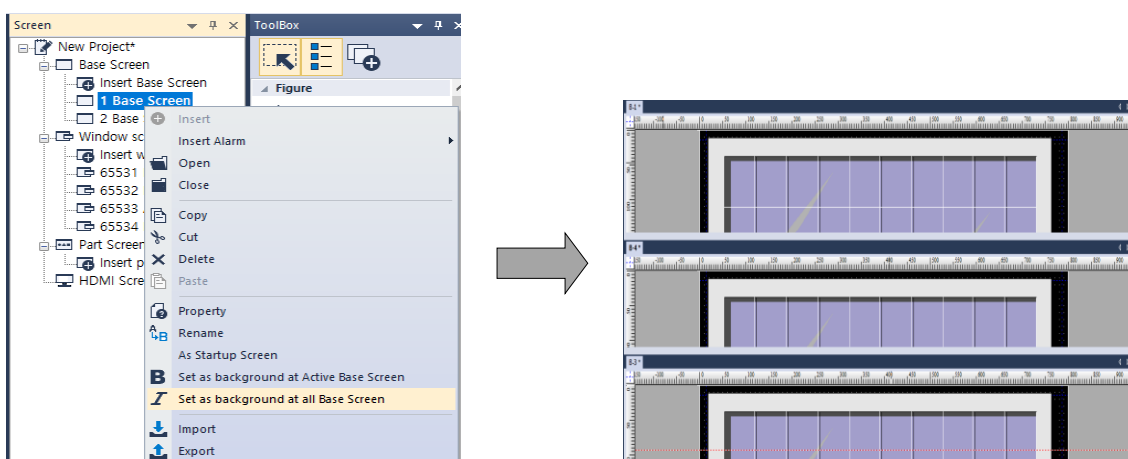 Screen
ToolBox
New Project*
Base Screen
Insert Base Screen
1 Base Screen
2 Base
Figure
Window sc
Insert w
65531
65532
65533
65534
Part Screen
Insert p
HDMI Scre
Insert
Insert Alarm
Open
Close
Copy
Cut
Delete
Paste
Property
Rename
As Startup Screen
Set as background at Active Base Screen
Set as background at all Base Screen
Import
Export
B-1*
B-4*
B-3*